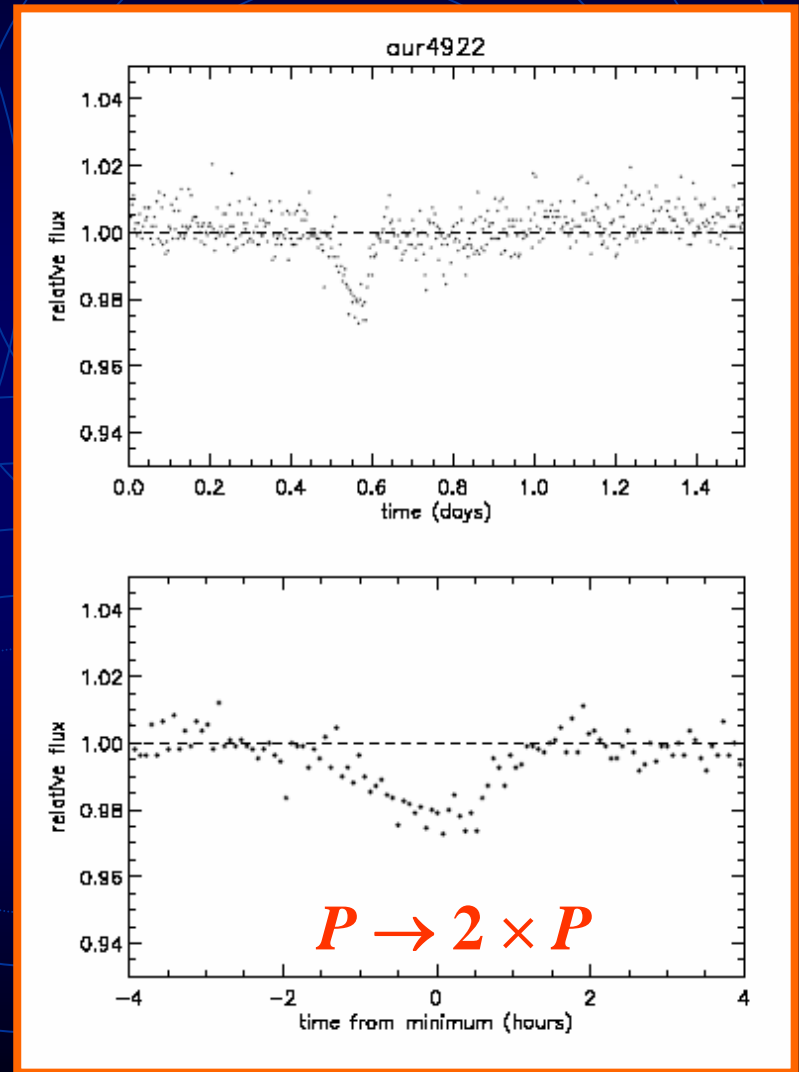 aur4922
1.04
1.02
1.00
0.98
0.96
0.94
relative flux
0.0 0.2 0.4 0.6 0.8 1.0 1.2 1.4
time (days)
1.04
1.02
1.00
0.98
0.96
0.94
relative flux
P → 2 × P
−4 −2 0 2 4
time from minimum (hours)